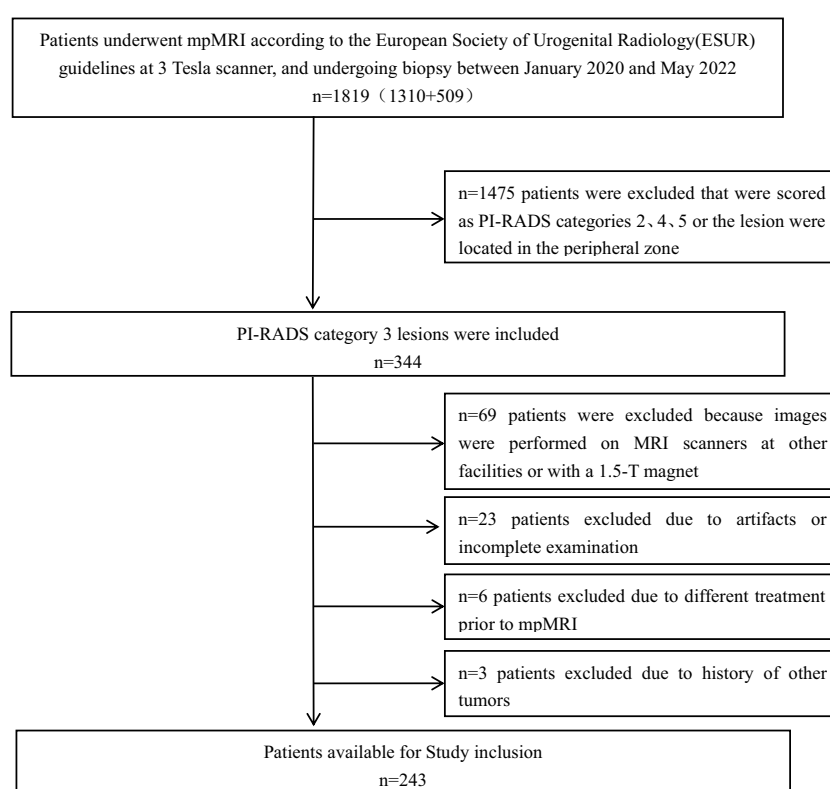 Patients underwent mpMRI according to the European Society of Urogenital Radiology(ESUR)
guidelines at 3 Tesla scanner, and undergoing biopsy between January 2020 and May 2022
n=1819（1310+509）
n=1475 patients were excluded that were scored
as PI-RADS categories 2、4、5 or the lesion were
located in the peripheral zone
PI-RADS category 3 lesions were included
n=344
n=69 patients were excluded because images
were performed on MRI scanners at other
facilities or with a 1.5-T magnet
n=23 patients excluded due to artifacts or
incomplete examination
n=6 patients excluded due to different treatment
prior to mpMRI
n=3 patients excluded due to history of other
tumors
Patients available for Study inclusion
n=243